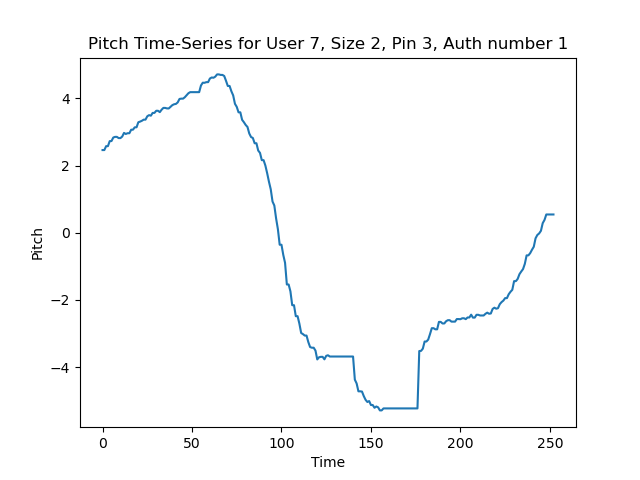 Pitch Time-Series for User 7, Size 2, Pin 3, Auth number 1
4
2
0
−2
−4
Pitch
0 50 100 150 200 250
Time